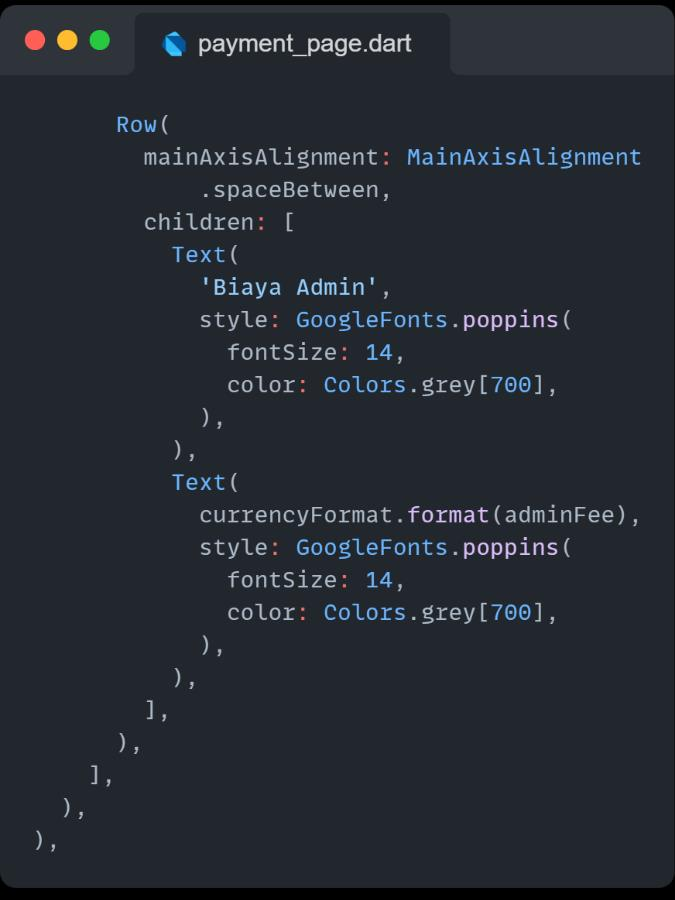 payment_page.dart
Row(
mainAxisAlignment: MainAxisAlignment
.spaceBetween,
children: [
Text(
'Biaya Admin',
style: GoogleFonts.poppins(
fontSize: 14,
color: Colors.grey[700],
),
),
Text(
currencyFormat.format(adminFee),
style: GoogleFonts.poppins(
fontSize: 14,
color: Colors.grey[700],
),
),
],
),
],
),
),